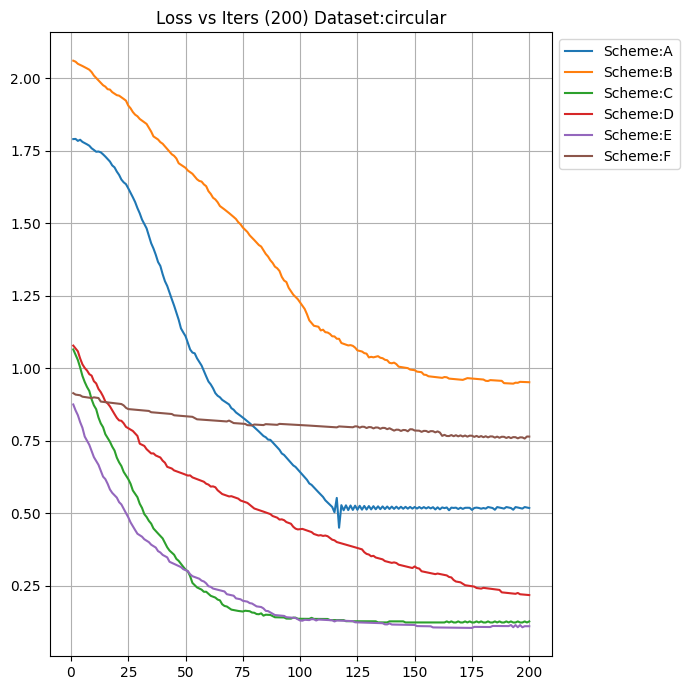 Loss vs Iters (200) Dataset:circular
Scheme:A
Scheme:B
Scheme:C
Scheme:D
Scheme:E
Scheme:F
2.00
1.75
1.50
1.25
1.00
0.75
0.50
0.25
0 25 50 75 100 125 150 175 200